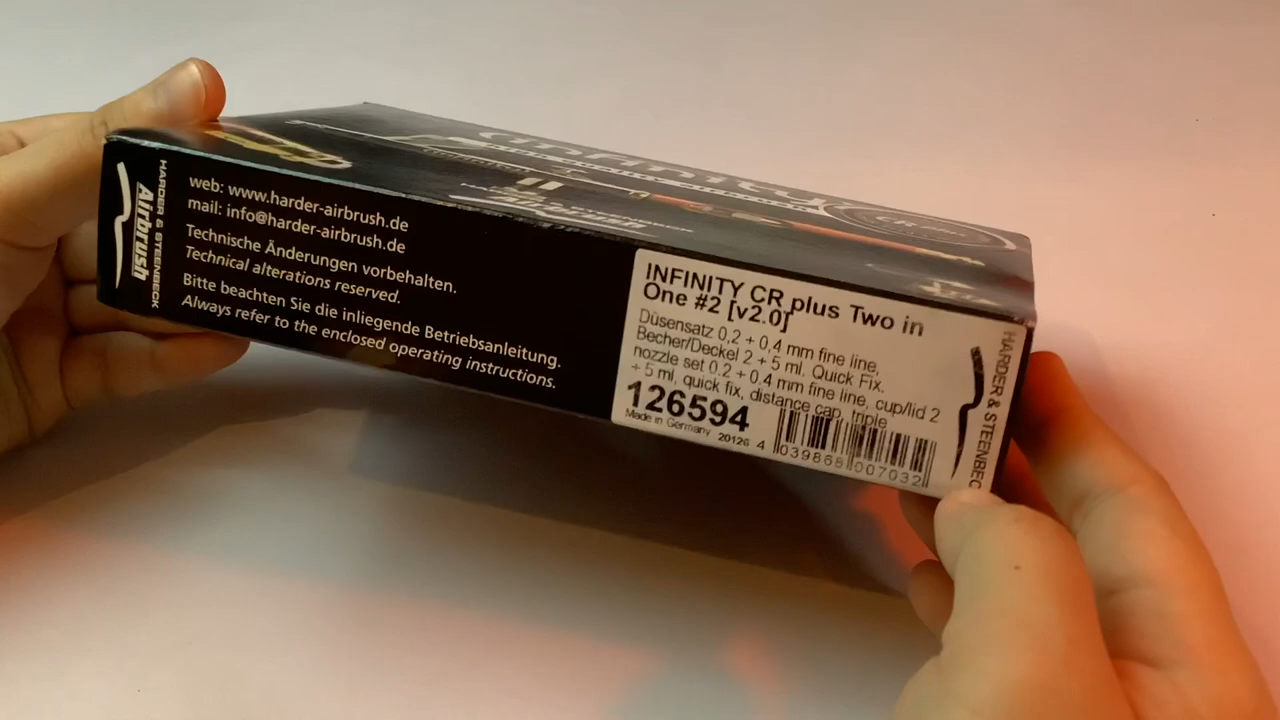 HARDER & STEENBECK
Airbrush
web: www.harder-airbrush.de
mail: info@harder-airbrush.de
Technische Änderungen vorbehalten.
Technical alterations reserved.
Bitte beachten Sie die inliegende Betriebsanleitung.
Always refer to the enclosed operating instructions.
INFINITY CR plus Two in
One #2 [v2.0]
Düsensatz 0,2 + 0,4 mm fine line,
Becher/Deckel 2 + 5 ml. Quick Fix.
nozzle set 0.2 + 0.4 mm fine line, cup/lid 2
+ 5 ml, quick fix, distance cap, triple
126594
Made in Germany 20126
4 039868 007032
HARDER & STEENBEC